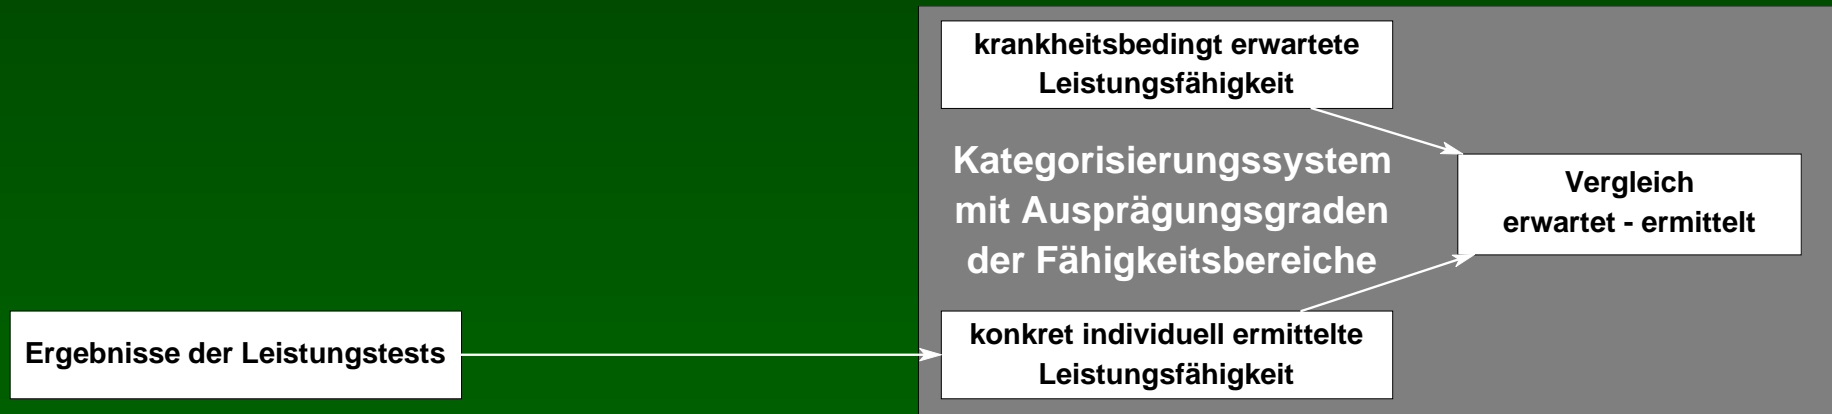 krankheitsbedingt erwartete
Leistungsfähigkeit
Kategorisierungssystem
mit Ausprägungsgraden
der Fähigkeitsbereiche
Vergleich
erwartet - ermittelt
Ergebnisse der Leistungstests
konkret individuell ermittelte
Leistungsfähigkeit